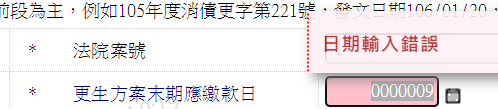 前段為主，例如105年度消債更字第221號，發文日期106/01/20，
日期輸入錯誤
* 法院案號
* 更生方案末期應繳款日 0000009